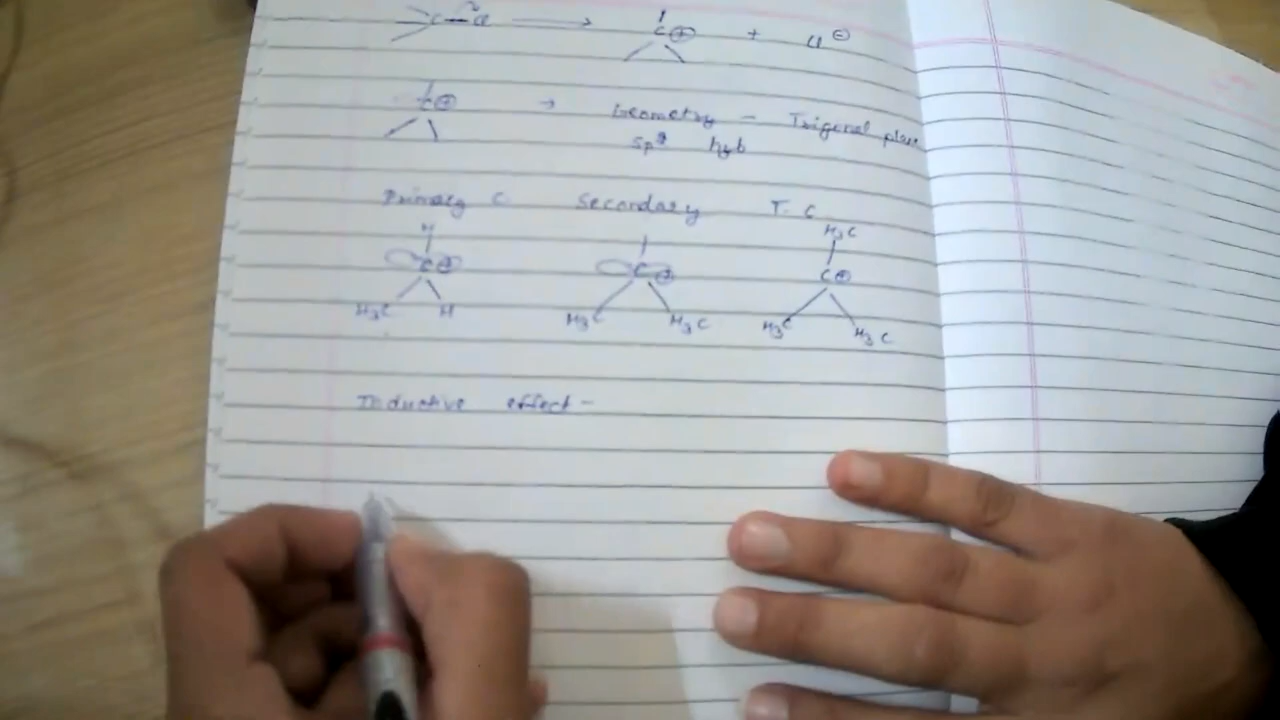 C–Cl → C⊕ + Cl⊖
C⊕ → Geometry – Trigonal plane
sp² hyb
Primary C Secondary T. C
H H₃C
C⊕ C⊕ C⊕
H₃C H H₃C H₃C H₃C H₃C
Inductive effect –